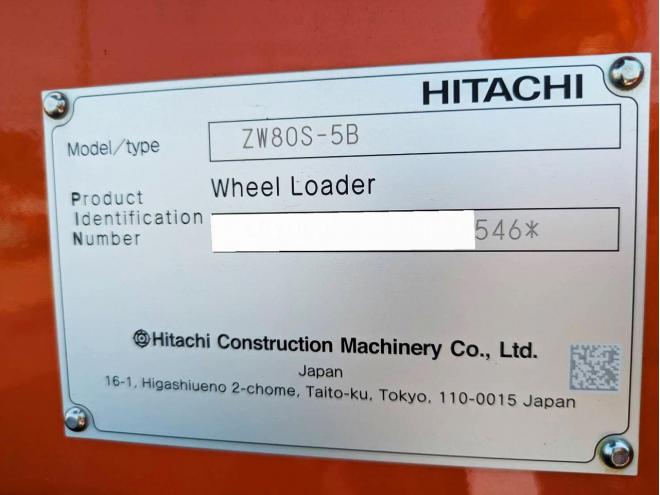 HITACHI
Model/type ZW80S-5B
Wheel Loader
Product
Identification
Number
546*
Hitachi Construction Machinery Co., Ltd.
Japan
16-1, Higashiueno 2-chome, Taito-ku, Tokyo, 110-0015 Japan